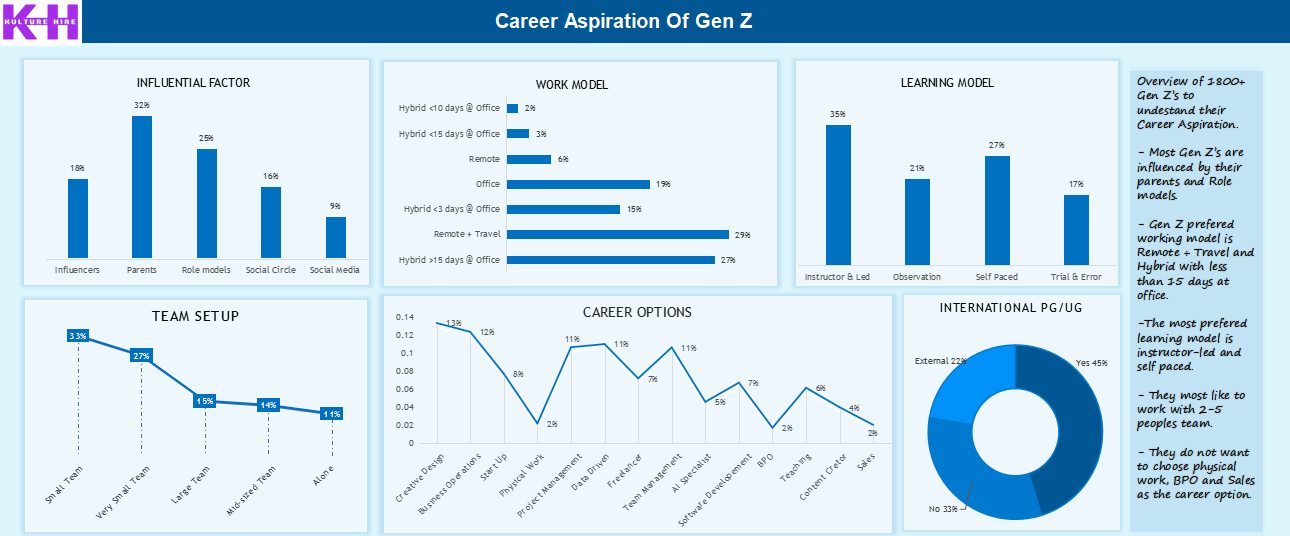 KH
KULTURE HIRE
Career Aspiration Of Gen Z
INFLUENTIAL FACTOR
18%
32%
25%
16%
9%
Influencers
Parents
Role models
Social Circle
Social Media
WORK MODEL
Hybrid <10 days @ Office
2%
Hybrid <15 days @ Office
3%
Remote
6%
Office
19%
Hybrid <3 days @ Office
15%
Remote + Travel
29%
Hybrid >15 days @ Office
27%
LEARNING MODEL
35%
21%
27%
17%
Instructor & Led
Observation
Self Paced
Trial & Error
Overview of 1800+
Gen Z's to
undestand their
Career Aspiration.
- Most Gen Z's are
influenced by their
parents and Role
models.
- Gen Z prefered
working model is
Remote + Travel and
Hybrid with less
than 15 days at
office.
-The most prefered
learning model is
instructor-led and
self paced.
- They most like to
work with 2-5
peoples team.
- They do not want
to choose physical
work, BPO and Sales
as the career option.
TEAM SETUP
33%
27%
15%
14%
11%
Small Team
Very Small Team
Large Team
Mid-sized Team
Alone
CAREER OPTIONS
0.14
0.12
0.1
0.08
0.06
0.04
0.02
0
13%
12%
8%
2%
11%
11%
7%
11%
5%
7%
2%
6%
4%
2%
Creative Design
Business Operations
Start Up
Physical Work
Project Management
Data Driven
Freelancer
Team Management
AI Specialist
Software Developement
BPO
Teaching
Content Cretor
Sales
INTERNATIONAL PG/UG
External 22%
Yes 45%
No 33%